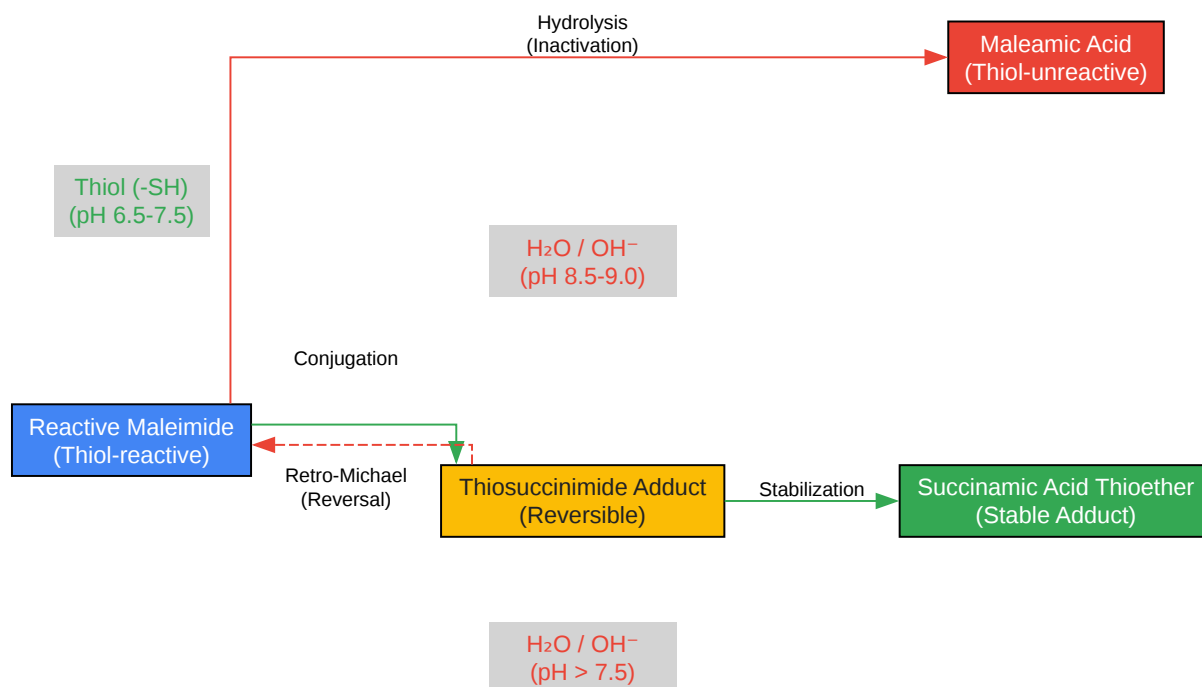 Hydrolysis
(Inactivation)
Maleamic Acid
(Thiol-unreactive)
Thiol (-SH)
(pH 6.5-7.5)
H₂O / OH⁻
(pH 8.5-9.0)
Conjugation
Reactive Maleimide
(Thiol-reactive)
Retro-Michael
(Reversal)
Thiosuccinimide Adduct
(Reversible)
Stabilization
Succinamic Acid Thioether
(Stable Adduct)
H₂O / OH⁻
(pH > 7.5)